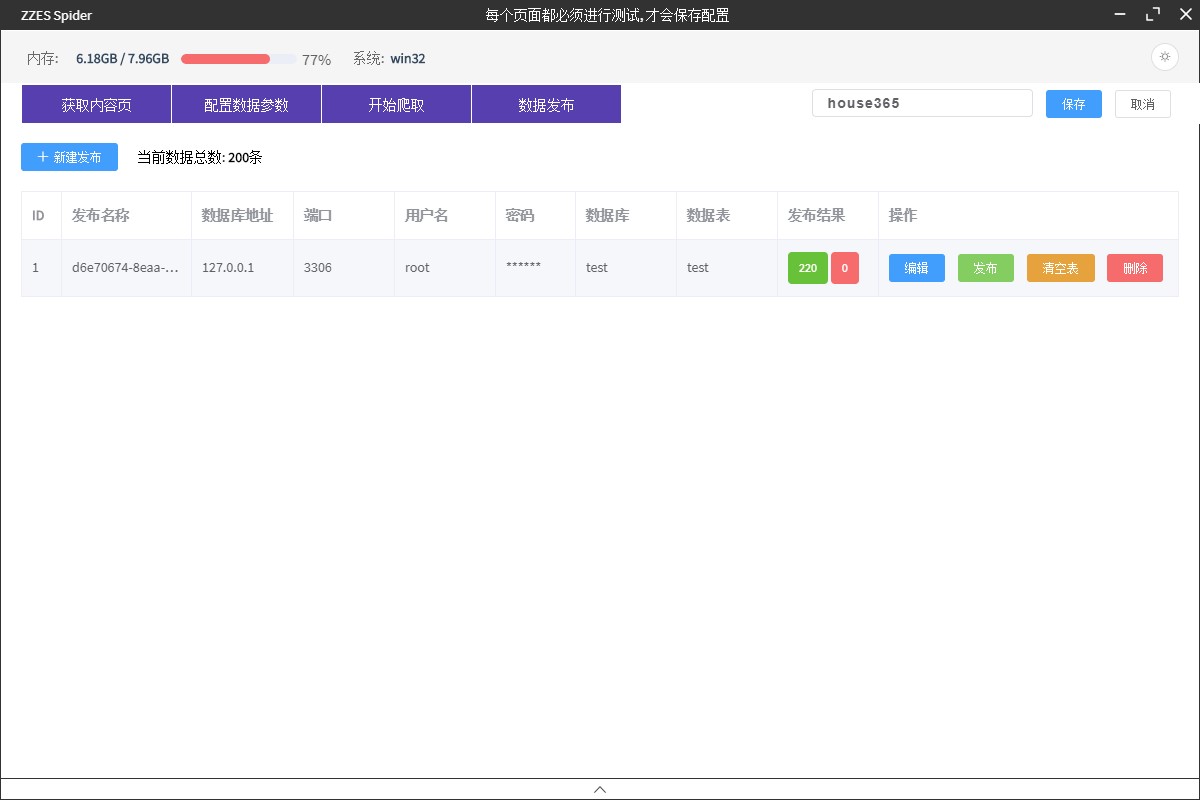 ZZES Spider 每个页面都必须进行测试,才会保存配置
内存: 6.18GB / 7.96GB 77% 系统: win32
获取内容页 配置数据参数 开始爬取 数据发布 house365 保存 取消
新建发布 当前数据总数: 200条
ID 发布名称 数据库地址 端口 用户名 密码 数据库 数据表 发布结果 操作
1 d6e70674-8eaa-... 127.0.0.1 3306 root ****** test test 220 0 编辑 发布 清空表 删除